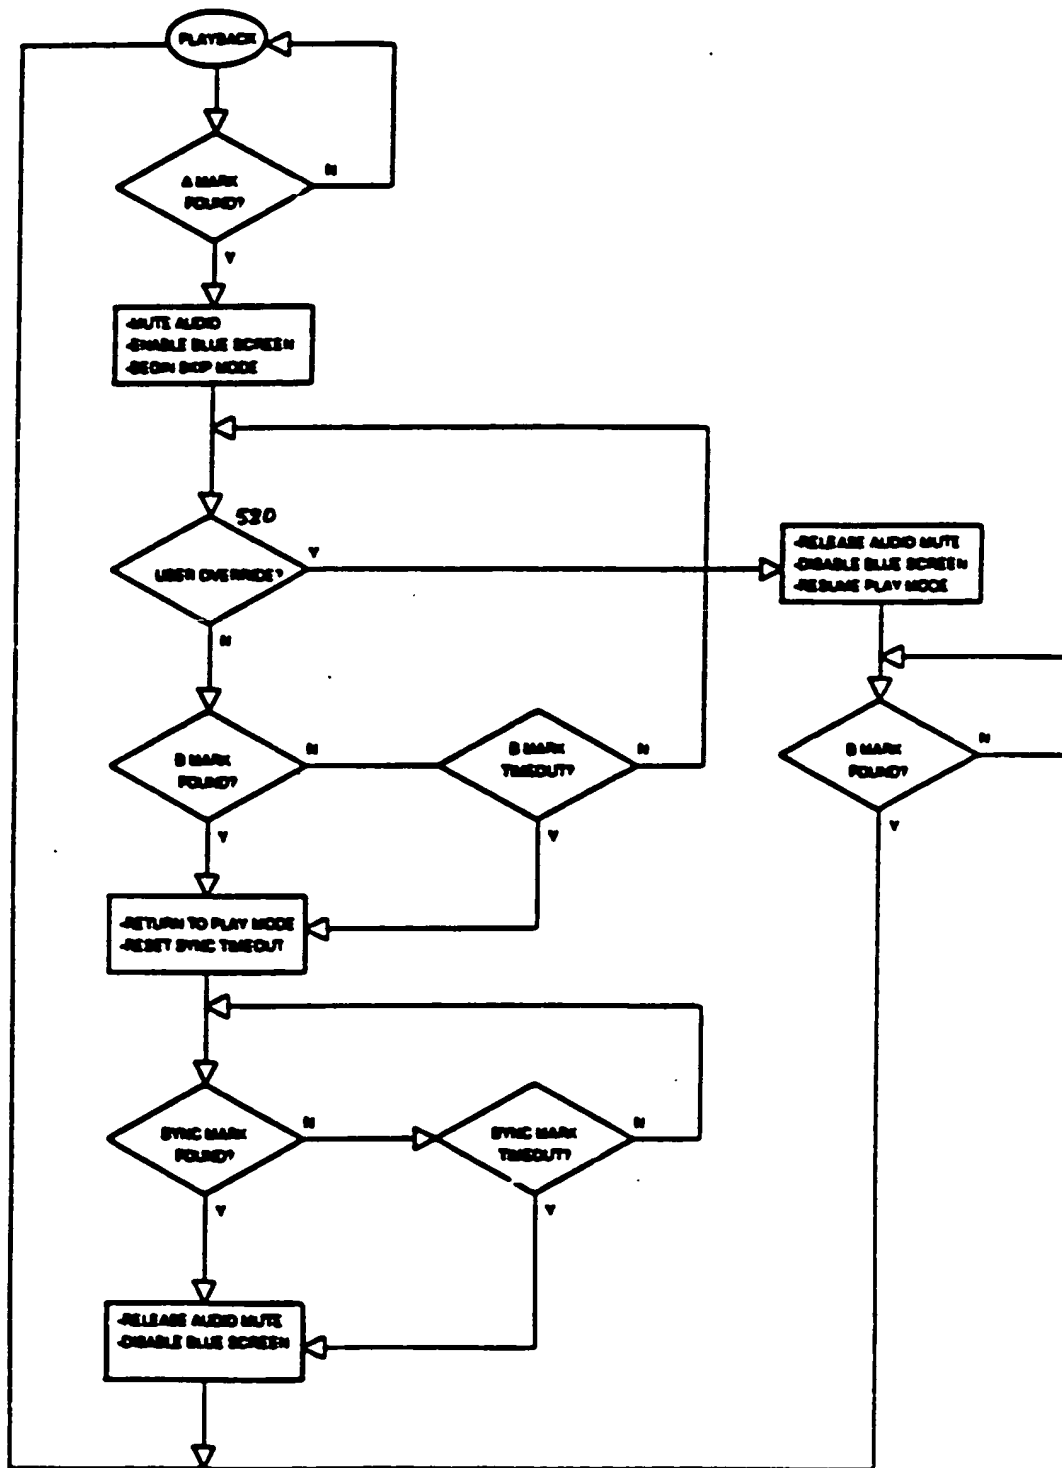 PLAYBACK
A MARK
FOUND?
N
Y
-MUTE AUDIO
-ENABLE BLUE SCREEN
-BEGIN SKIP MODE
580
USER OVERRIDE?
Y
N
-RELEASE AUDIO MUTE
-DISABLE BLUE SCREEN
-RESUME PLAY MODE
B MARK
FOUND?
N
Y
B MARK
TIMEOUT?
N
Y
B MARK
FOUND?
N
Y
-RETURN TO PLAY MODE
-RESET SYNC TIMEOUT
SYNC MARK
FOUND?
N
Y
SYNC MARK
TIMEOUT?
N
Y
-RELEASE AUDIO MUTE
-DISABLE BLUE SCREEN